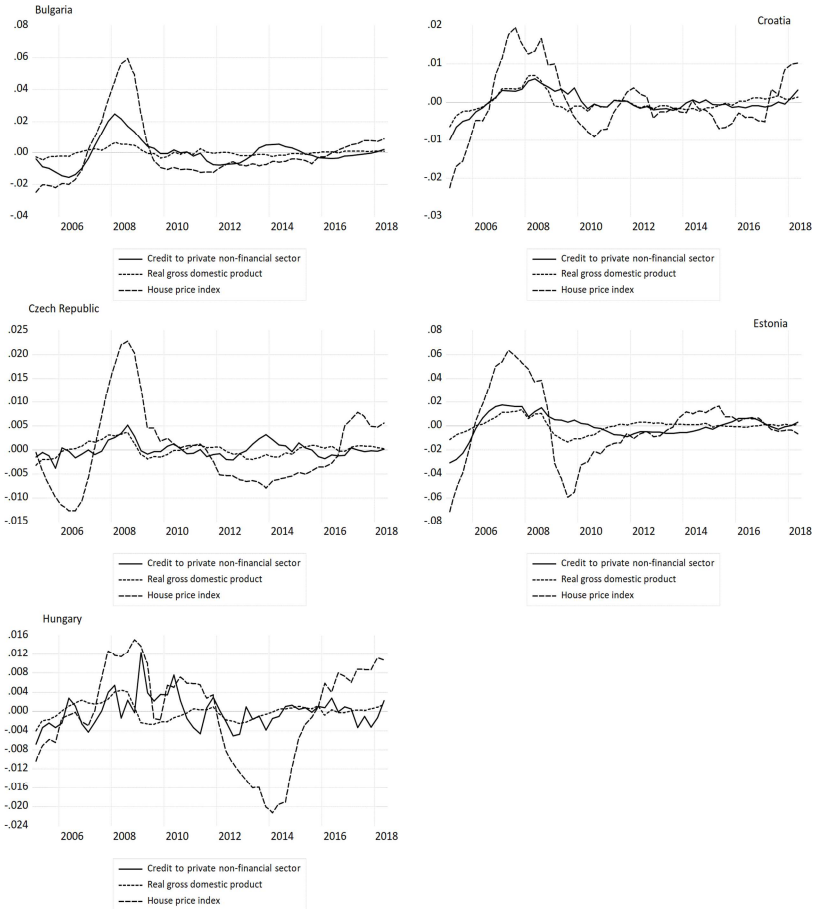 Bulgaria
.08
.06
.04
.02
.00
-.02
-.04
2006 2008 2010 2012 2014 2016 2018
Credit to private non-financial sector
Real gross domestic product
House price index
Croatia
.02
.01
.00
-.01
-.02
-.03
2006 2008 2010 2012 2014 2016 2018
Credit to private non-financial sector
Real gross domestic product
House price index
Czech Republic
.025
.020
.015
.010
.005
.000
-.005
-.010
-.015
2006 2008 2010 2012 2014 2016 2018
Credit to private non-financial sector
Real gross domestic product
House price index
Estonia
.08
.06
.04
.02
.00
-.02
-.04
-.06
-.08
2006 2008 2010 2012 2014 2016 2018
Credit to private non-financial sector
Real gross domestic product
House price index
Hungary
.016
.012
.008
.004
.000
-.004
-.008
-.012
-.016
-.020
-.024
2006 2008 2010 2012 2014 2016 2018
Credit to private non-financial sector
Real gross domestic product
House price index